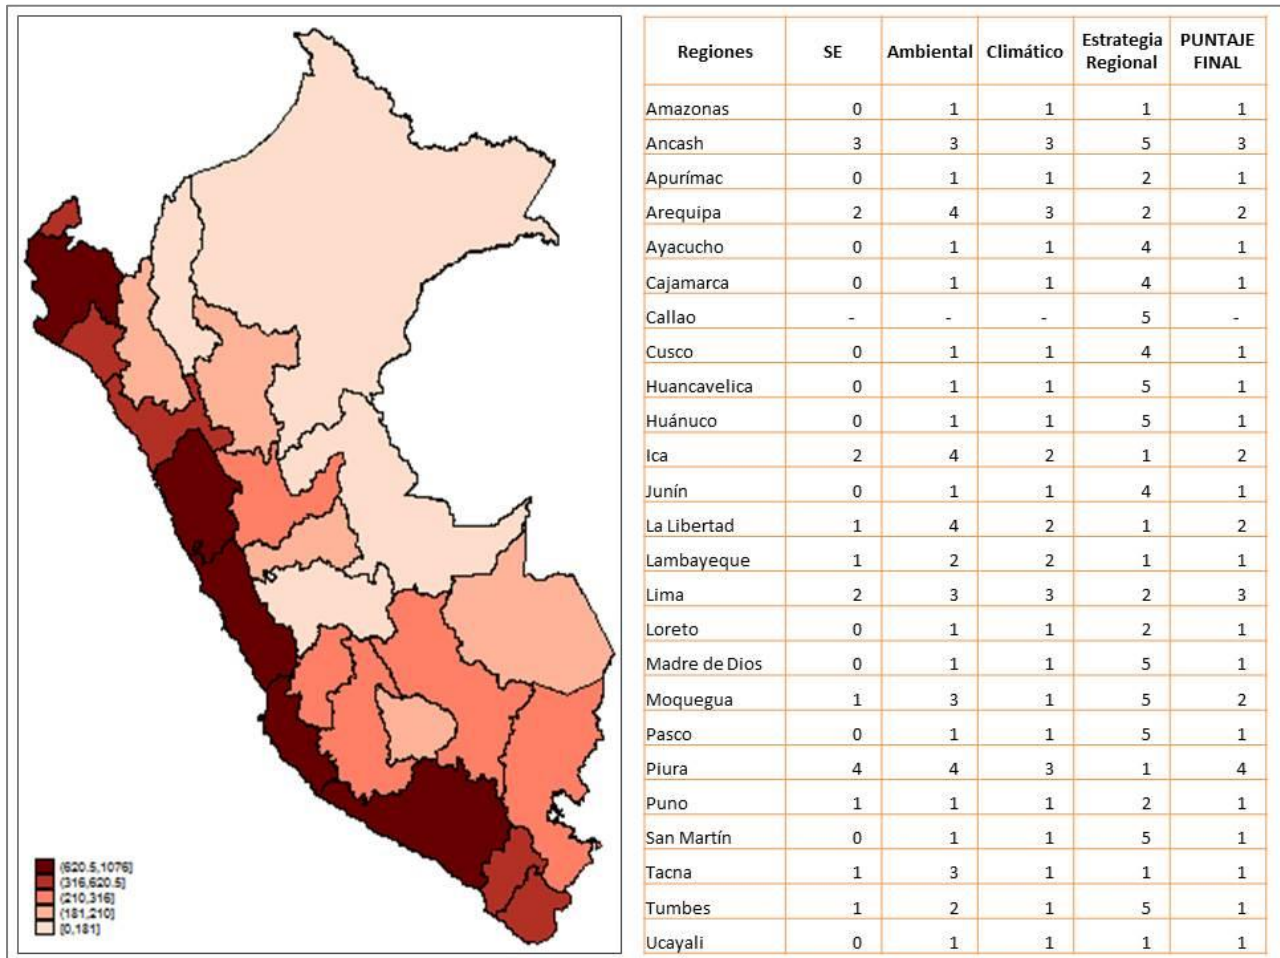 Regiones SE Ambiental Climático Estrategia Regional PUNTAJE FINAL
Amazonas 0 1 1 1 1
Ancash 3 3 3 5 3
Apurímac 0 1 1 2 1
Arequipa 2 4 3 2 2
Ayacucho 0 1 1 4 1
Cajamarca 0 1 1 4 1
Callao - - - 5 -
Cusco 0 1 1 4 1
Huancavelica 0 1 1 5 1
Huánuco 0 1 1 5 1
Ica 2 4 2 1 2
Junín 0 1 1 4 1
La Libertad 1 4 2 1 2
Lambayeque 1 2 2 1 1
Lima 2 3 3 2 3
Loreto 0 1 1 2 1
Madre de Dios 0 1 1 5 1
Moquegua 1 3 1 5 2
Pasco 0 1 1 5 1
Piura 4 4 3 1 4
Puno 1 1 1 2 1
San Martín 0 1 1 5 1
Tacna 1 3 1 1 1
Tumbes 1 2 1 5 1
Ucayali 0 1 1 1 1
(620.5,1076]
(316,620.5]
(210,316]
(181,210]
[0,181]